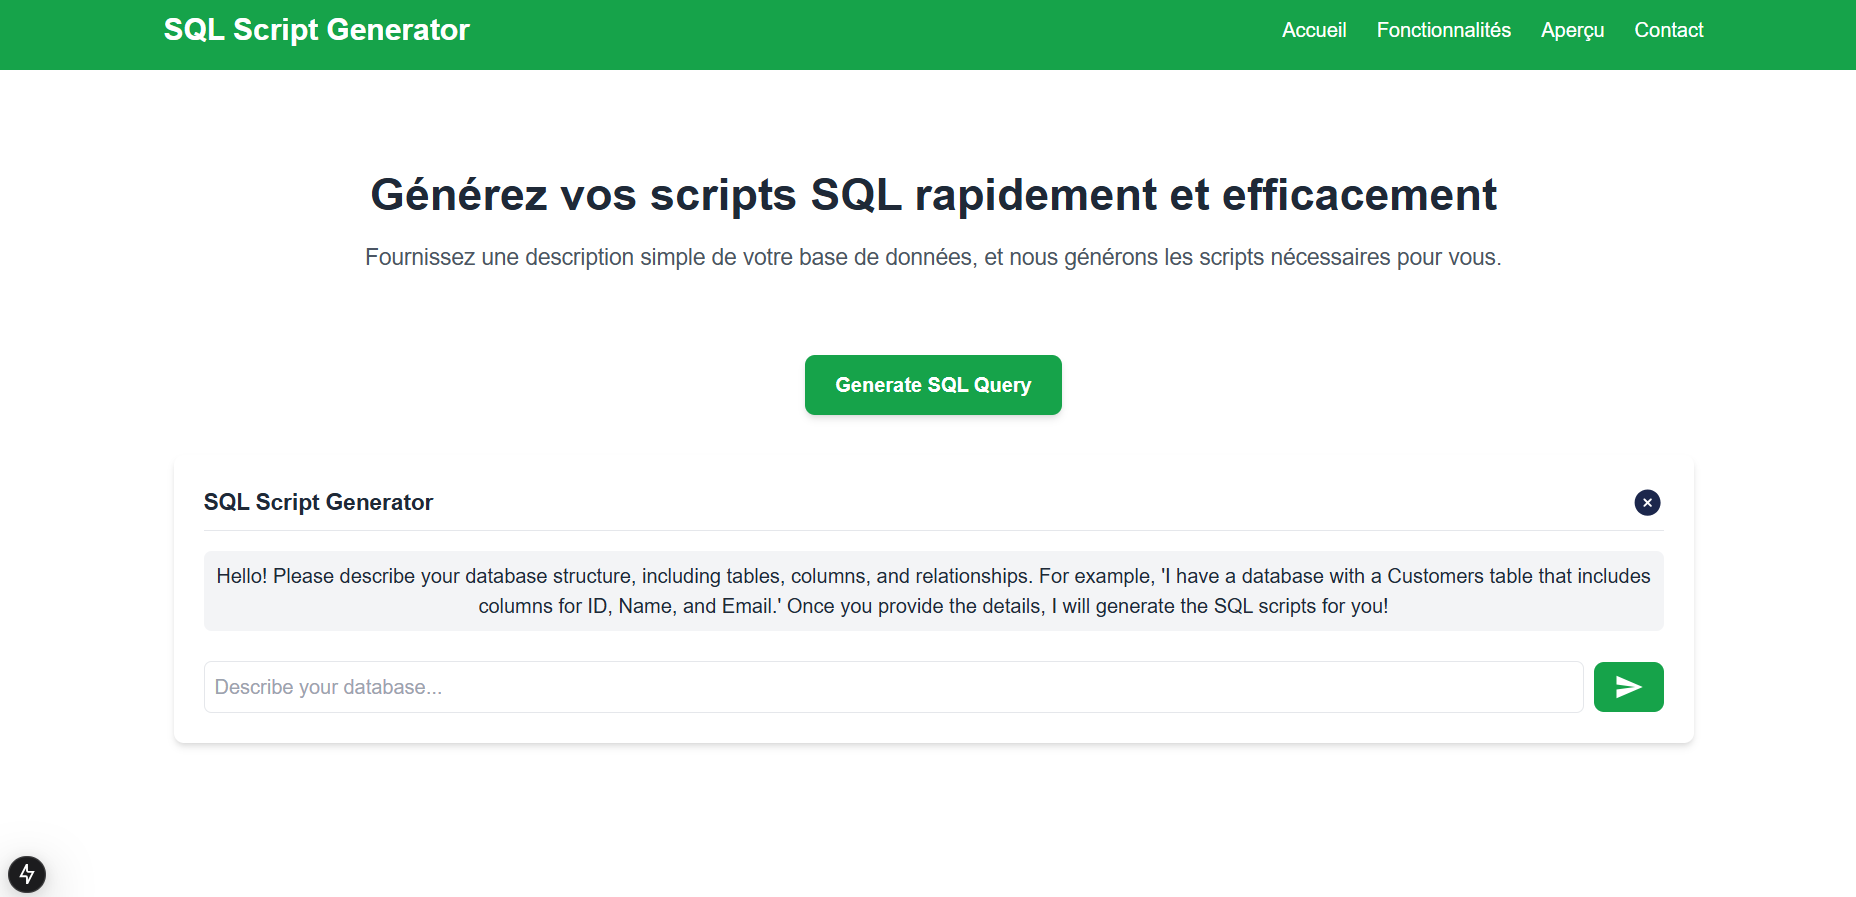 SQL Script Generator
Accueil Fonctionnalités Aperçu Contact
Générez vos scripts SQL rapidement et efficacement
Fournissez une description simple de votre base de données, et nous générons les scripts nécessaires pour vous.
Generate SQL Query
SQL Script Generator
Hello! Please describe your database structure, including tables, columns, and relationships. For example, 'I have a database with a Customers table that includes
columns for ID, Name, and Email.' Once you provide the details, I will generate the SQL scripts for you!
Describe your database...